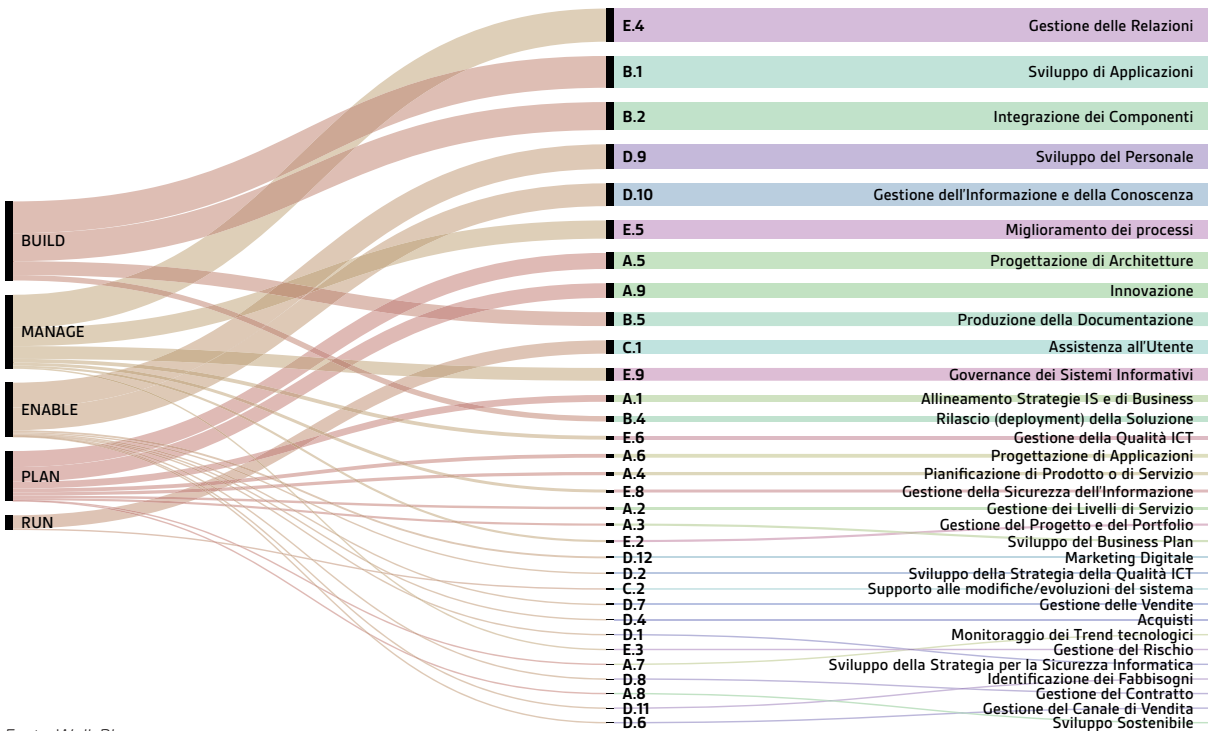 BUILD
MANAGE
ENABLE
PLAN
RUN
E.4 Gestione delle Relazioni
B.1 Sviluppo di Applicazioni
B.2 Integrazione dei Componenti
D.9 Sviluppo del Personale
D.10 Gestione dell'Informazione e della Conoscenza
E.5 Miglioramento dei processi
A.5 Progettazione di Architetture
A.9 Innovazione
B.5 Produzione della Documentazione
C.1 Assistenza all'Utente
E.9 Governance dei Sistemi Informativi
A.1 Allineamento Strategie IS e di Business
B.4 Rilascio (deployment) della Soluzione
E.6 Gestione della Qualità ICT
A.6 Progettazione di Applicazioni
A.4 Pianificazione di Prodotto o di Servizio
E.8 Gestione della Sicurezza dell'Informazione
A.2 Gestione dei Livelli di Servizio
A.3 Gestione del Progetto e del Portfolio
E.2 Sviluppo del Business Plan
D.12 Marketing Digitale
D.2 Sviluppo della Strategia della Qualità ICT
C.2 Supporto alle modifiche/evoluzioni del sistema
D.7 Gestione delle Vendite
D.4 Acquisti
D.1 Monitoraggio dei Trend tecnologici
E.3 Gestione del Rischio
A.7 Sviluppo della Strategia per la Sicurezza Informatica
D.8 Identificazione dei Fabbisogni
A.8 Gestione del Contratto
D.11 Gestione del Canale di Vendita
D.6 Sviluppo Sostenibile